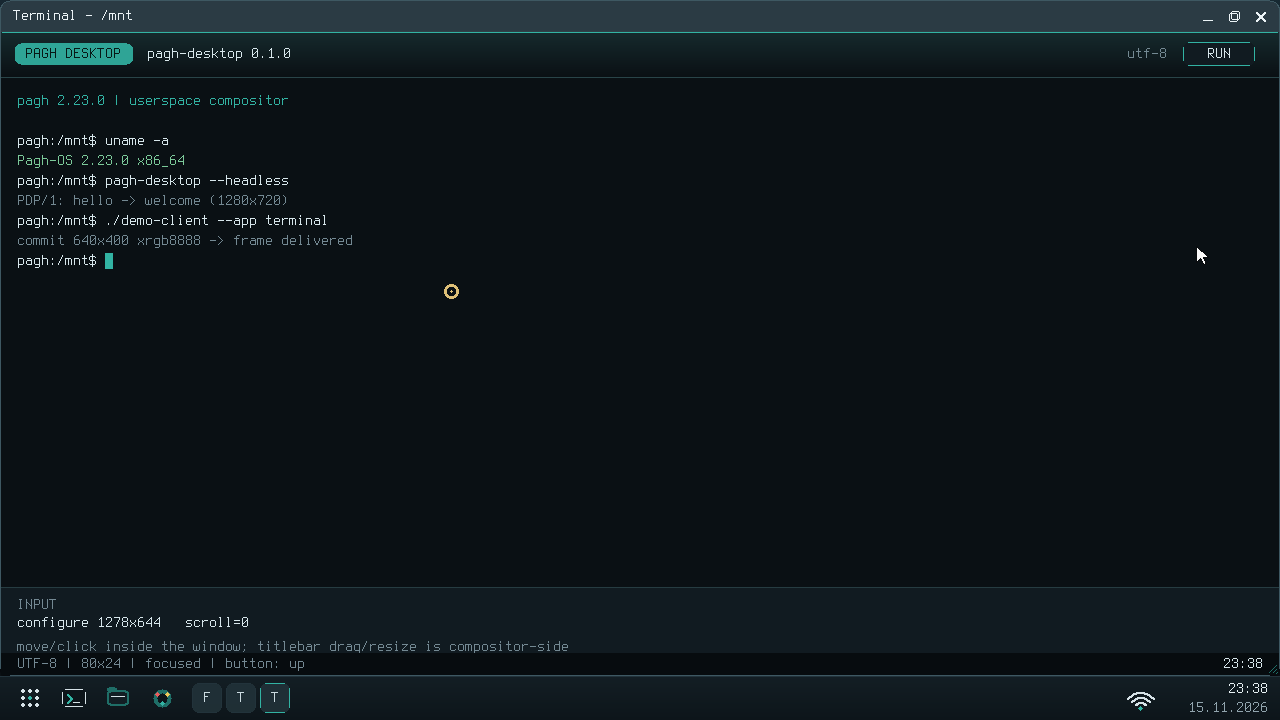 Terminal - /mnt
PAGH DESKTOP pagh-desktop 0.1.0 utf-8 | RUN |
pagh 2.23.0 | userspace compositor
pagh:/mnt$ uname -a
Pagh-OS 2.23.0 x86_64
pagh:/mnt$ pagh-desktop --headless
PDP/1: hello -> welcome (1280x720)
pagh:/mnt$ ./demo-client --app terminal
commit 640x400 xrgb8888 -> frame delivered
pagh:/mnt$
INPUT
configure 1278x644 scroll=0
move/click inside the window; titlebar drag/resize is compositor-side
UTF-8 | 80x24 | focused | button: up 23:38
F T T 23:38
15.11.2026